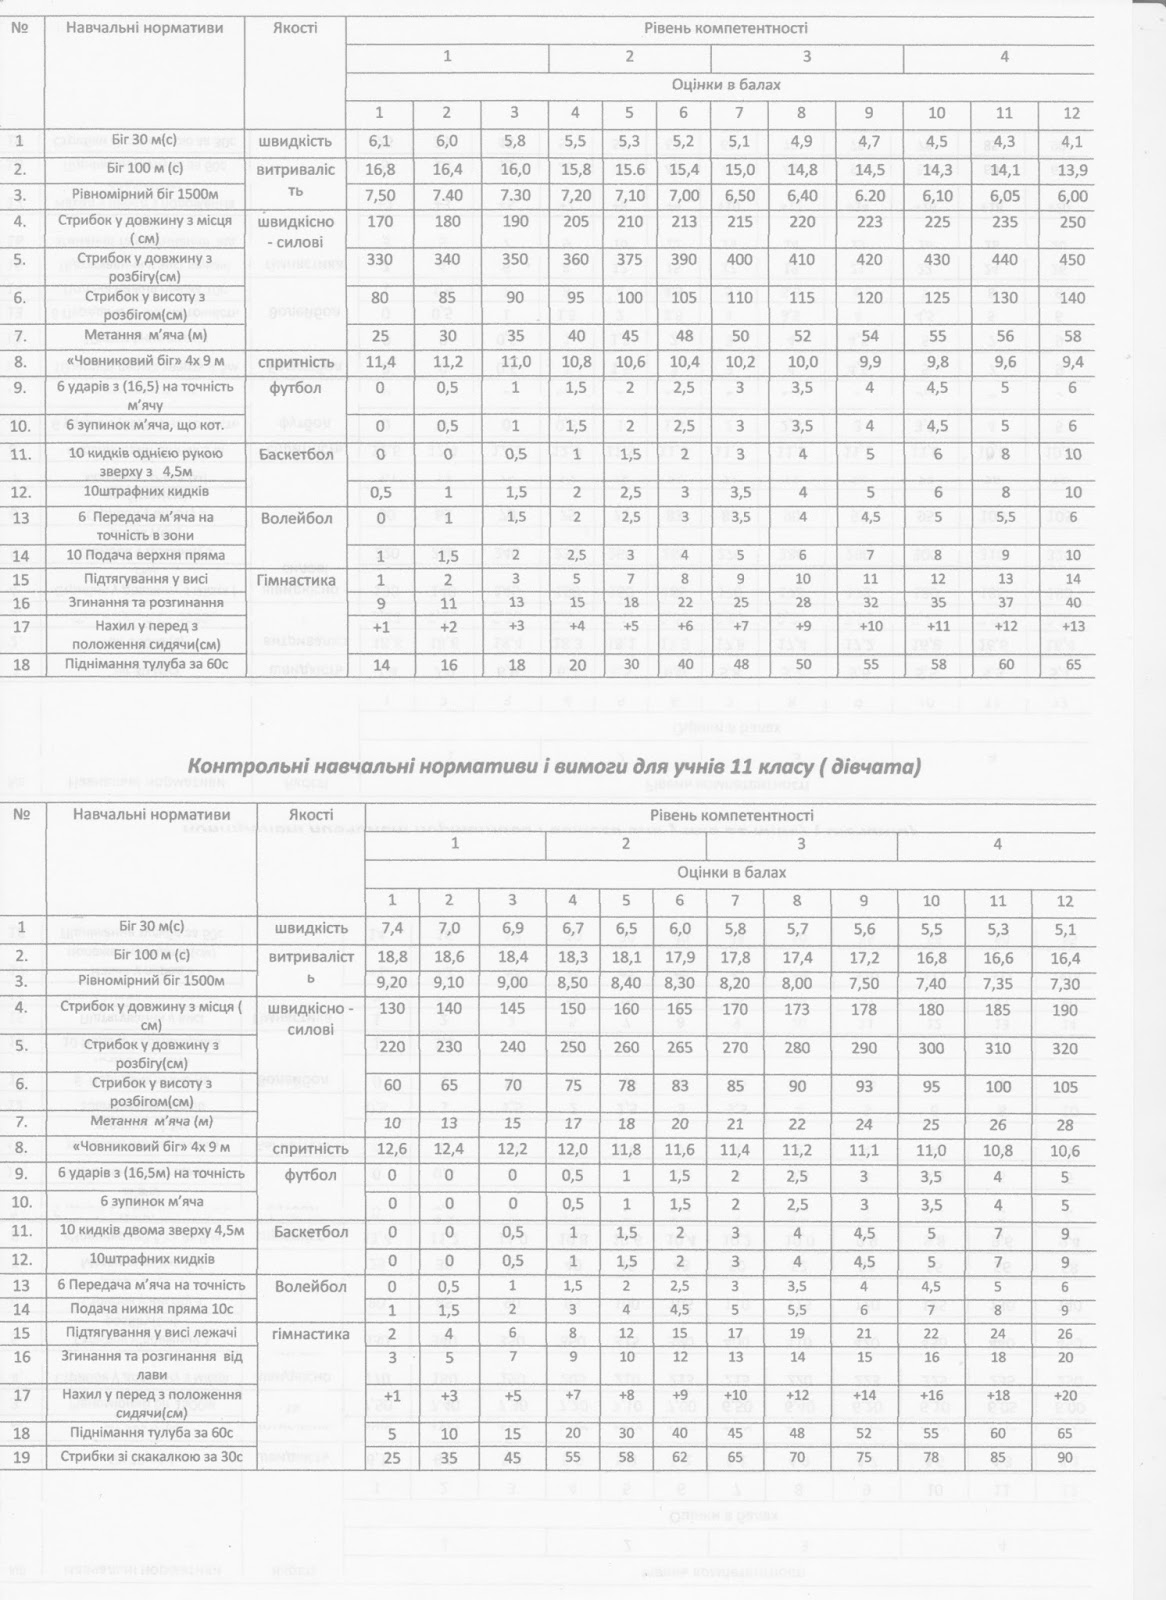 № Навчальні нормативи Якості Рівень компетентності
1 2 3 4
Оцінки в балах
1 2 3 4 5 6 7 8 9 10 11 12
1 Біг 30 м(с) швидкість 6,1 6,0 5,8 5,5 5,3 5,2 5,1 4,9 4,7 4,5 4,3 4,1
2. Біг 100 м (с) витриваліс 16,8 16,4 16,0 15,8 15.6 15,4 15,0 14,8 14,5 14,3 14,1 13,9
3. Рівномірний біг 1500м ть 7,50 7.40 7.30 7,20 7,10 7,00 6,50 6,40 6.20 6,10 6,05 6,00
4. Стрибок у довжину з місця швидкісно 170 180 190 205 210 213 215 220 223 225 235 250
( см) - силові
5. Стрибок у довжину з 330 340 350 360 375 390 400 410 420 430 440 450
розбігу(см)
6. Стрибок у висоту з 80 85 90 95 100 105 110 115 120 125 130 140
розбігом(см)
7. Метання м’яча (м) 25 30 35 40 45 48 50 52 54 55 56 58
8. «Човниковий біг» 4х 9 м спритність 11,4 11,2 11,0 10,8 10,6 10,4 10,2 10,0 9,9 9,8 9,6 9,4
9. 6 ударів з (16,5) на точність футбол 0 0,5 1 1,5 2 2,5 3 3,5 4 4,5 5 6
м’ячу
10. 6 зупинок м’яча, що кот. 0 0,5 1 1,5 2 2,5 3 3,5 4 4,5 5 6
11. 10 кидків однією рукою Баскетбол 0 0 0,5 1 1,5 2 3 4 5 6 8 10
зверху з 4,5м
12. 10штрафних кидків 0,5 1 1,5 2 2,5 3 3,5 4 5 6 8 10
13 6 Передача м’яча на Волейбол 0 1 1,5 2 2,5 3 3,5 4 4,5 5 5,5 6
точність в зони
14 10 Подача верхня пряма 1 1,5 2 2,5 3 4 5 6 7 8 9 10
15 Підтягування у висі Гімнастика 1 2 3 5 7 8 9 10 11 12 13 14
16 Згинання та розгинання 9 11 13 15 18 22 25 28 32 35 37 40
17 Нахил у перед з +1 +2 +3 +4 +5 +6 +7 +9 +10 +11 +12 +13
положення сидячи(см)
18 Піднімання тулуба за 60с 14 16 18 20 30 40 48 50 55 58 60 65
Контрольні навчальні нормативи і вимоги для учнів 11 класу ( дівчата)
№ Навчальні нормативи Якості Рівень компетентності
1 2 3 4
Оцінки в балах
1 2 3 4 5 6 7 8 9 10 11 12
1 Біг 30 м(с) швидкість 7,4 7,0 6,9 6,7 6,5 6,0 5,8 5,7 5,6 5,5 5,3 5,1
2. Біг 100 м (с) витриваліст 18,8 18,6 18,4 18,3 18,1 17,9 17,8 17,4 17,2 16,8 16,6 16,4
3. Рівномірний біг 1500м ь 9,20 9,10 9,00 8,50 8,40 8,30 8,20 8,00 7,50 7,40 7,35 7,30
4. Стрибок у довжину з місця ( швидкісно - 130 140 145 150 160 165 170 173 178 180 185 190
см) силові
5. Стрибок у довжину з 220 230 240 250 260 265 270 280 290 300 310 320
розбігу(см)
6. Стрибок у висоту з 60 65 70 75 78 83 85 90 93 95 100 105
розбігом(см)
7. Метання м’яча (м) 10 13 15 17 18 20 21 22 24 25 26 28
8. «Човниковий біг» 4х 9 м спритність 12,6 12,4 12,2 12,0 11,8 11,6 11,4 11,2 11,1 11,0 10,8 10,6
9. 6 ударів з (16,5м) на точність футбол 0 0 0 0,5 1 1,5 2 2,5 3 3,5 4 5
10. 6 зупинок м’яча 0 0 0 0,5 1 1,5 2 2,5 3 3,5 4 5
11. 10 кидків двома зверху 4,5м Баскетбол 0 0 0,5 1 1,5 2 3 4 4,5 5 7 9
12. 10штрафних кидків 0 0 0,5 1 1,5 2 3 4 4,5 5 7 9
13 6 Передача м’яча на точність Волейбол 0 0,5 1 1,5 2 2,5 3 3,5 4 4,5 5 6
14 Подача нижня пряма 10с 1 1,5 2 3 4 4,5 5 5,5 6 7 8 9
15 Підтягування у висі лежачі гімнастика 2 4 6 8 12 15 17 19 21 22 24 26
16 Згинання та розгинання від 3 5 7 9 10 12 13 14 15 16 18 20
лави
17 Нахил у перед з положення +1 +3 +5 +7 +8 +9 +10 +12 +14 +16 +18 +20
сидячи(см)
18 Піднімання тулуба за 60с 5 10 15 20 30 40 45 48 52 55 60 65
19 Стрибки зі скакалкою за 30с 25 35 45 55 58 62 65 70 75 78 85 90